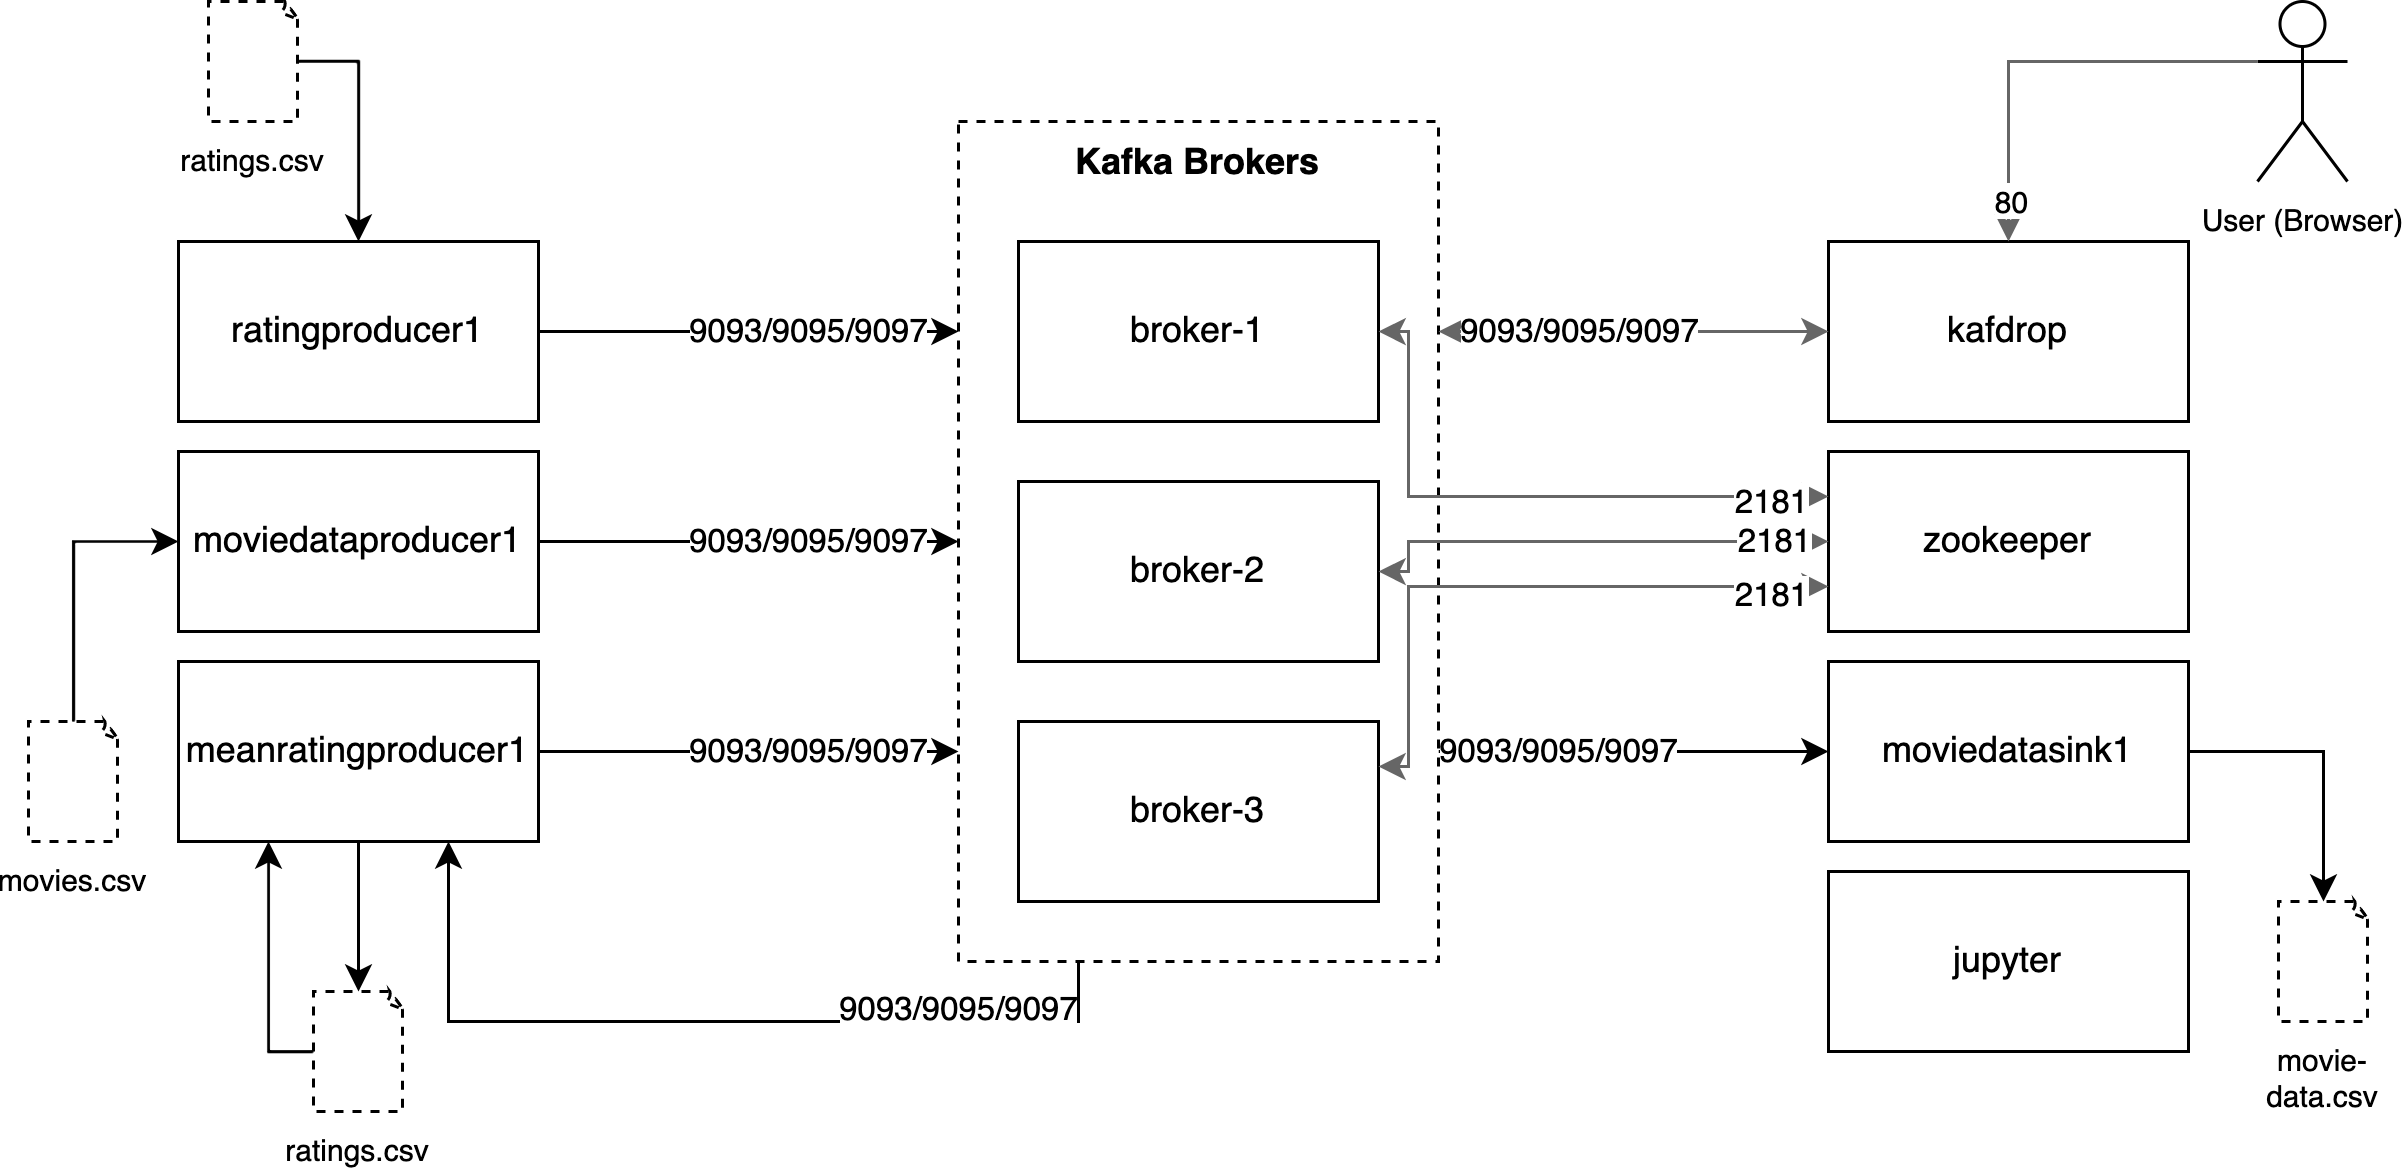 ratings.csv
User (Browser)
80
Kafka Brokers
ratingproducer1
9093/9095/9097
broker-1
9093/9095/9097
kafdrop
moviedataproducer1
9093/9095/9097
broker-2
2181
2181
2181
zookeeper
movies.csv
meanratingproducer1
9093/9095/9097
broker-3
9093/9095/9097
moviedatasink1
9093/9095/9097
jupyter
movie-
data.csv
ratings.csv